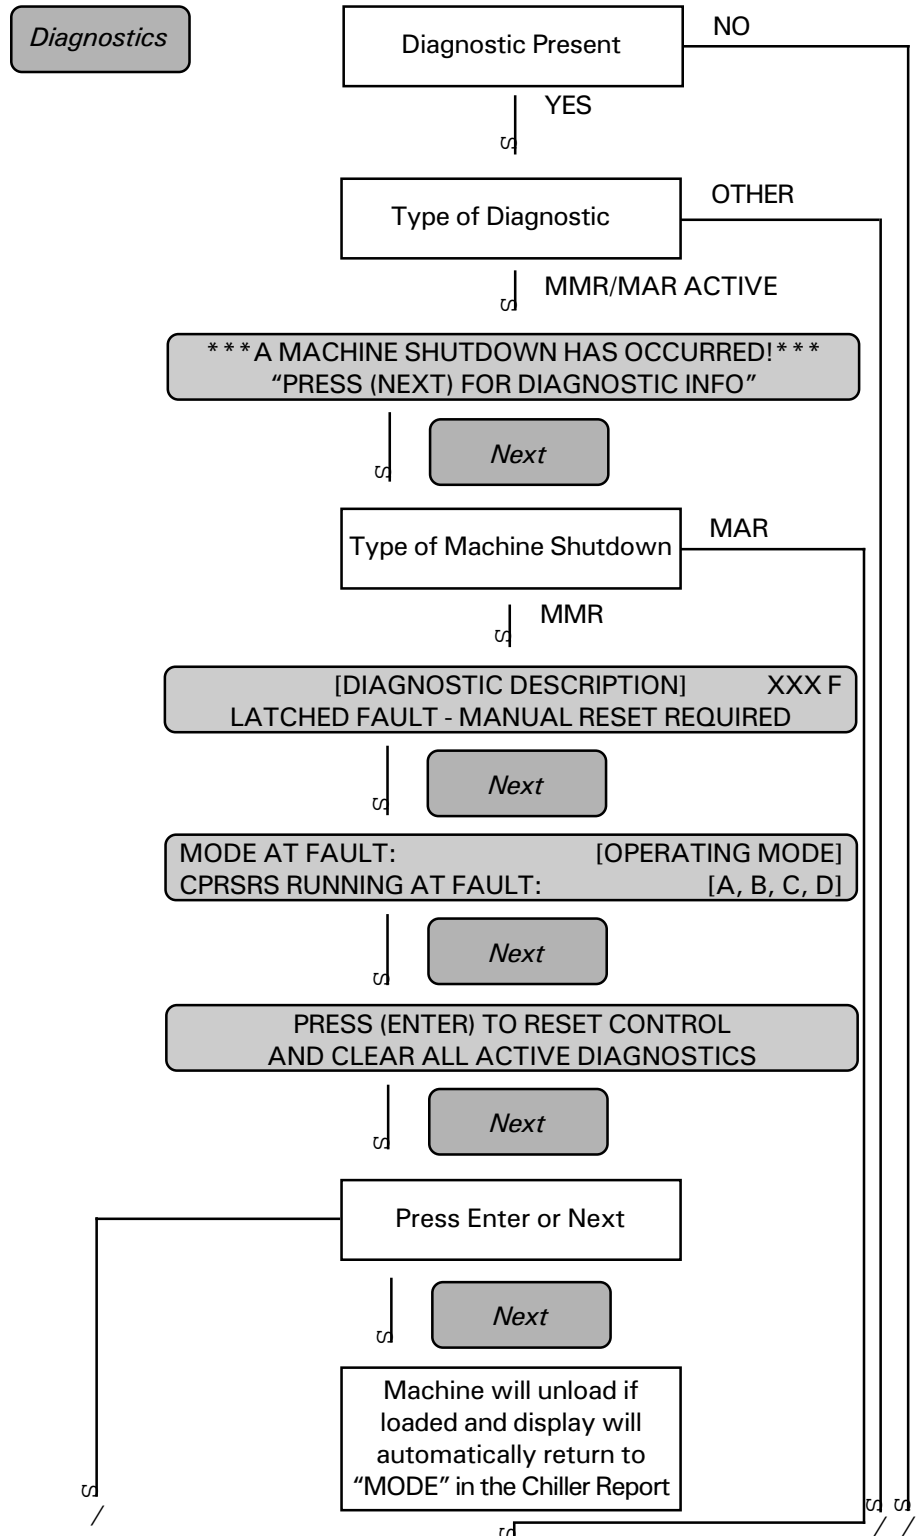 Diagnostics
Diagnostic Present
NO
YES
Type of Diagnostic
OTHER
MMR/MAR ACTIVE
***A MACHINE SHUTDOWN HAS OCCURRED!***
“PRESS (NEXT) FOR DIAGNOSTIC INFO”
Next
Type of Machine Shutdown
MAR
MMR
[DIAGNOSTIC DESCRIPTION] XXX F
LATCHED FAULT - MANUAL RESET REQUIRED
Next
MODE AT FAULT: [OPERATING MODE]
CPRSRS RUNNING AT FAULT: [A, B, C, D]
Next
PRESS (ENTER) TO RESET CONTROL
AND CLEAR ALL ACTIVE DIAGNOSTICS
Next
Press Enter or Next
Next
Machine will unload if
loaded and display will
automatically return to
“MODE” in the Chiller Report